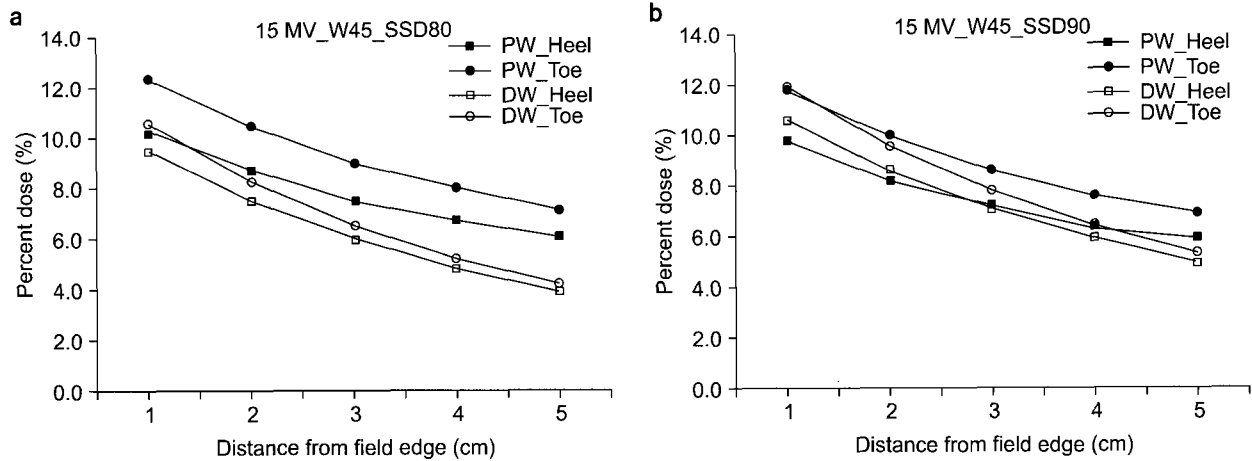 a
15 MV_W45_SSD80
PW_Heel
PW_Toe
DW_Heel
DW_Toe
Percent dose (%)
14.0
12.0
10.0
8.0
6.0
4.0
2.0
0.0
1 2 3 4 5
Distance from field edge (cm)
b
15 MV_W45_SSD90
PW_Heel
PW_Toe
DW_Heel
DW_Toe
Percent dose (%)
14.0
12.0
10.0
8.0
6.0
4.0
2.0
0.0
1 2 3 4 5
Distance from field edge (cm)